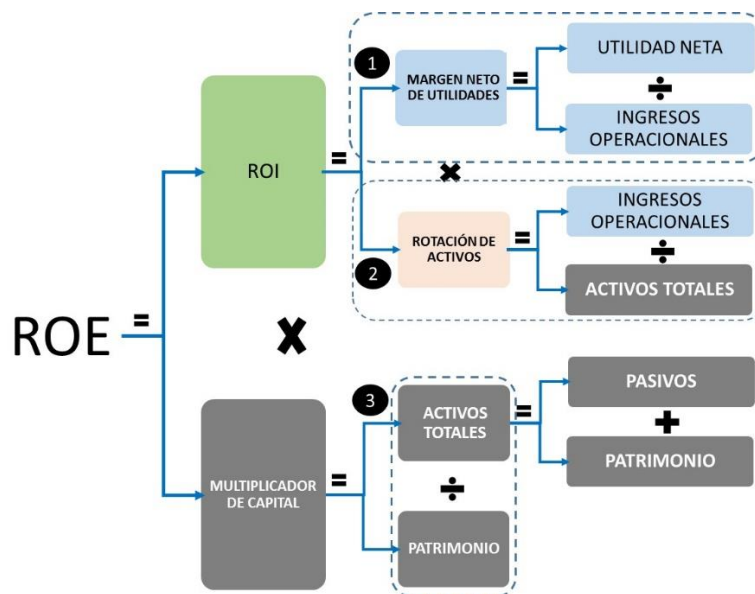 1
MARGEN NETO
DE UTILIDADES
=
UTILIDAD NETA
÷
INGRESOS
OPERACIONALES
ROI
=
×
2
ROTACIÓN DE
ACTIVOS
=
INGRESOS
OPERACIONALES
÷
ACTIVOS TOTALES
ROE
=
×
3
MULTIPLICADOR
DE CAPITAL
=
ACTIVOS
TOTALES
÷
PATRIMONIO
=
PASIVOS
+
PATRIMONIO